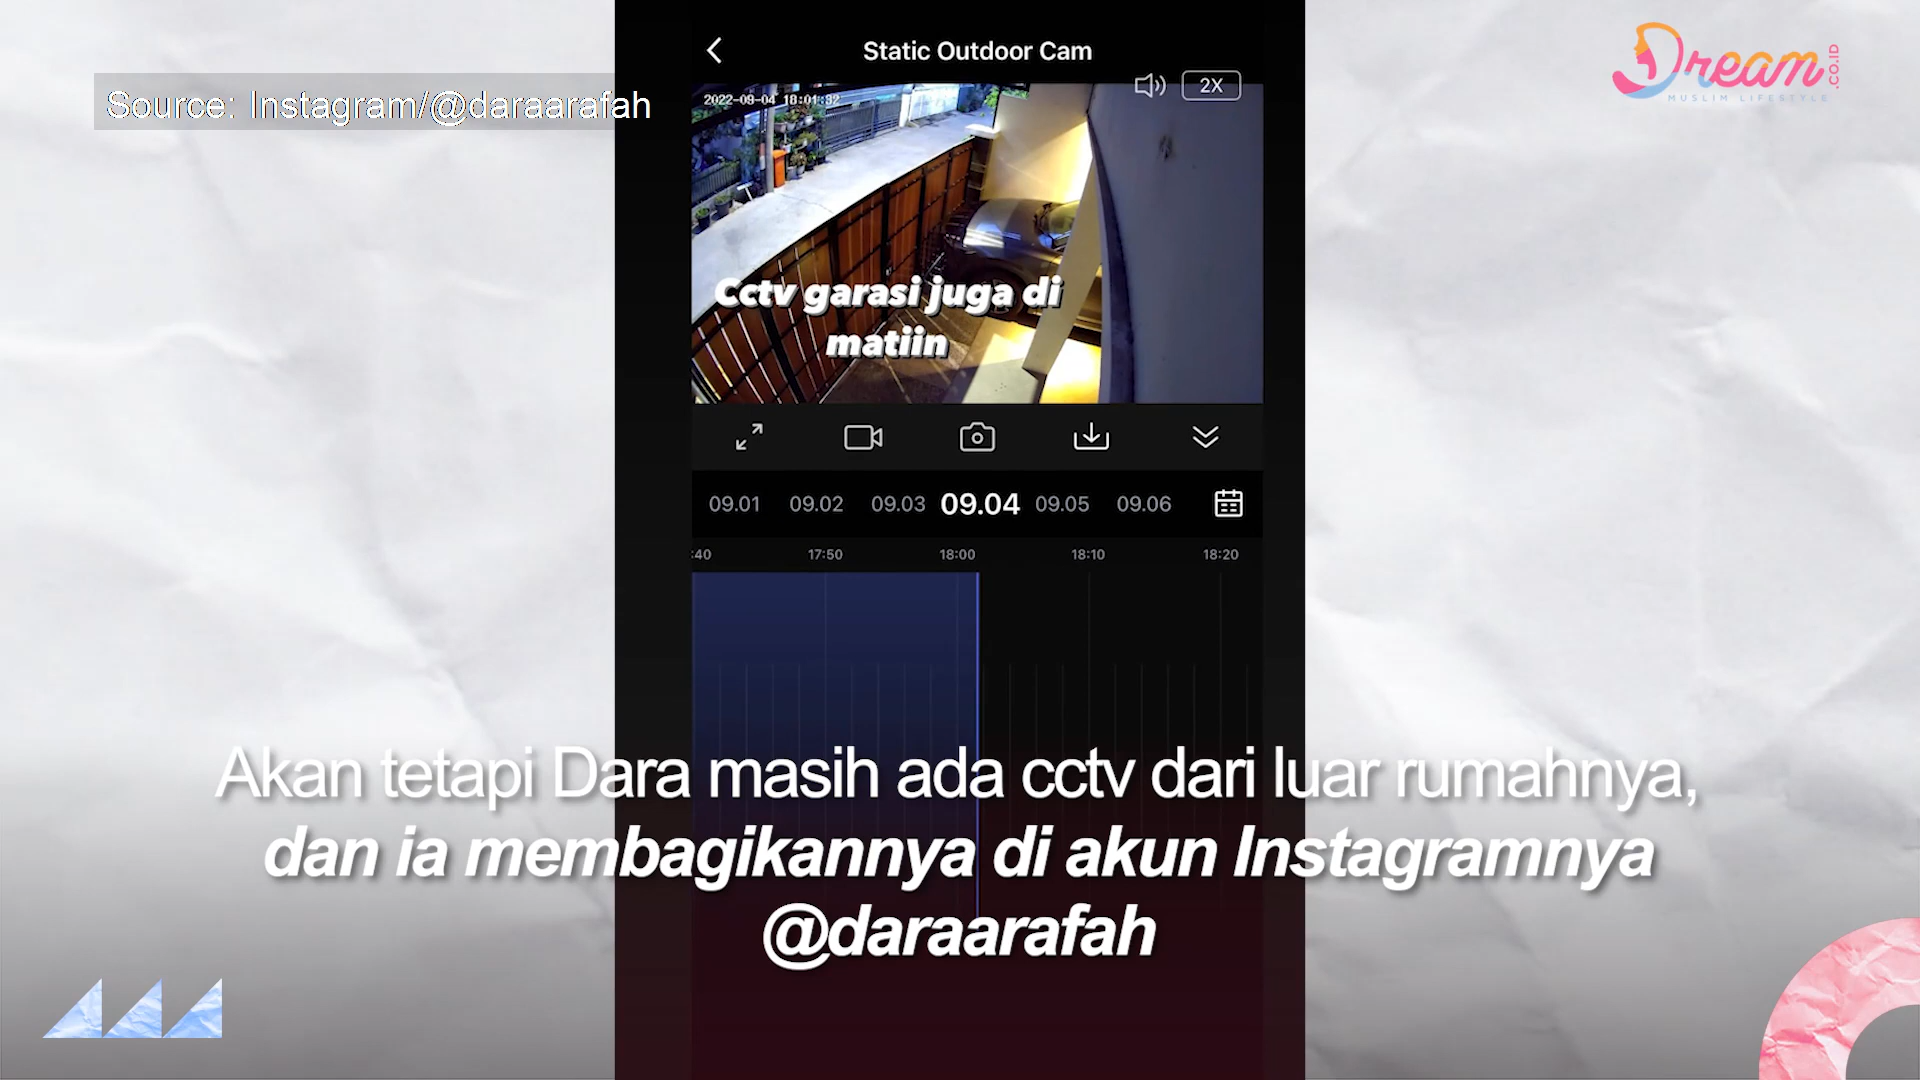 Static Outdoor Cam
Dream
.CO.ID
MUSLIM LIFESTYLE
Source: Instagram/@daraarafah
2022-09-04 18:01:32
2X
Cctv garasi juga di
matiin
09.01 09.02 09.03 09.04 09.05 09.06
:40 17:50 18:00 18:10 18:20
Akan tetapi Dara masih ada cctv dari luar rumahnya,
dan ia membagikannya di akun Instagramnya
@daraarafah